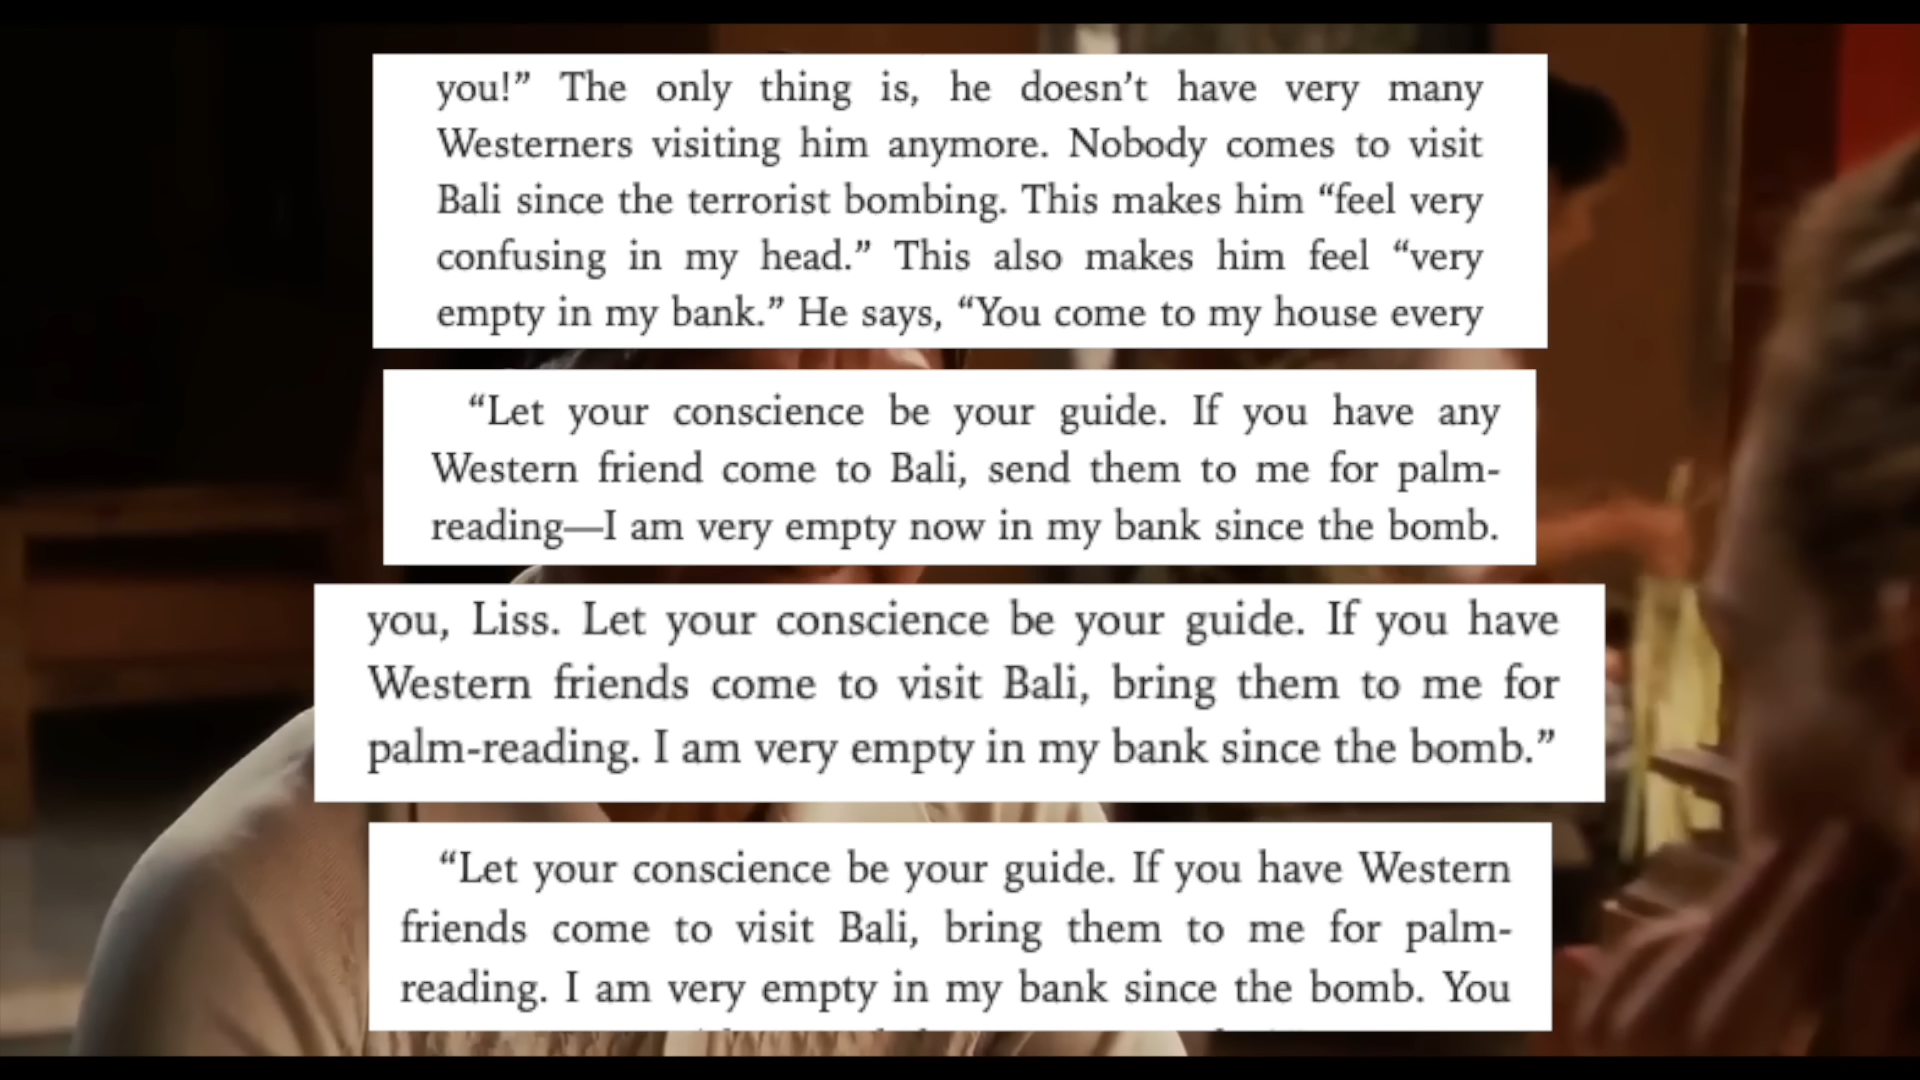 you!” The only thing is, he doesn’t have very many
Westerners visiting him anymore. Nobody comes to visit
Bali since the terrorist bombing. This makes him “feel very
confusing in my head.” This also makes him feel “very
empty in my bank.” He says, “You come to my house every
“Let your conscience be your guide. If you have any
Western friend come to Bali, send them to me for palm-
reading—I am very empty now in my bank since the bomb.
you, Liss. Let your conscience be your guide. If you have
Western friends come to visit Bali, bring them to me for
palm-reading. I am very empty in my bank since the bomb.”
“Let your conscience be your guide. If you have Western
friends come to visit Bali, bring them to me for palm-
reading. I am very empty in my bank since the bomb. You